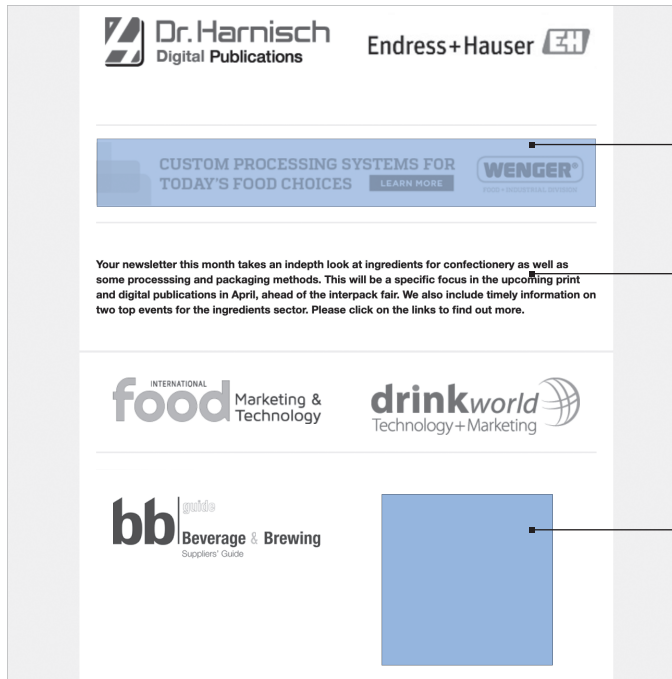 Dr. Harnisch
Digital Publications
Endress+Hauser EH
CUSTOM PROCESSING SYSTEMS FOR
TODAY'S FOOD CHOICES LEARN MORE
WENGER®
FOOD + INDUSTRIAL DIVISIONS
Your newsletter this month takes an indepth look at ingredients for confectionery as well as
some processsing and packaging methods. This will be a specific focus in the upcoming print
and digital publications in April, ahead of the interpack fair. We also include timely information on
two top events for the ingredients sector. Please click on the links to find out more.
INTERNATIONAL
food Marketing &
Technology
drinkworld
Technology+Marketing
bb guide
Beverage & Brewing
Suppliers' Guide